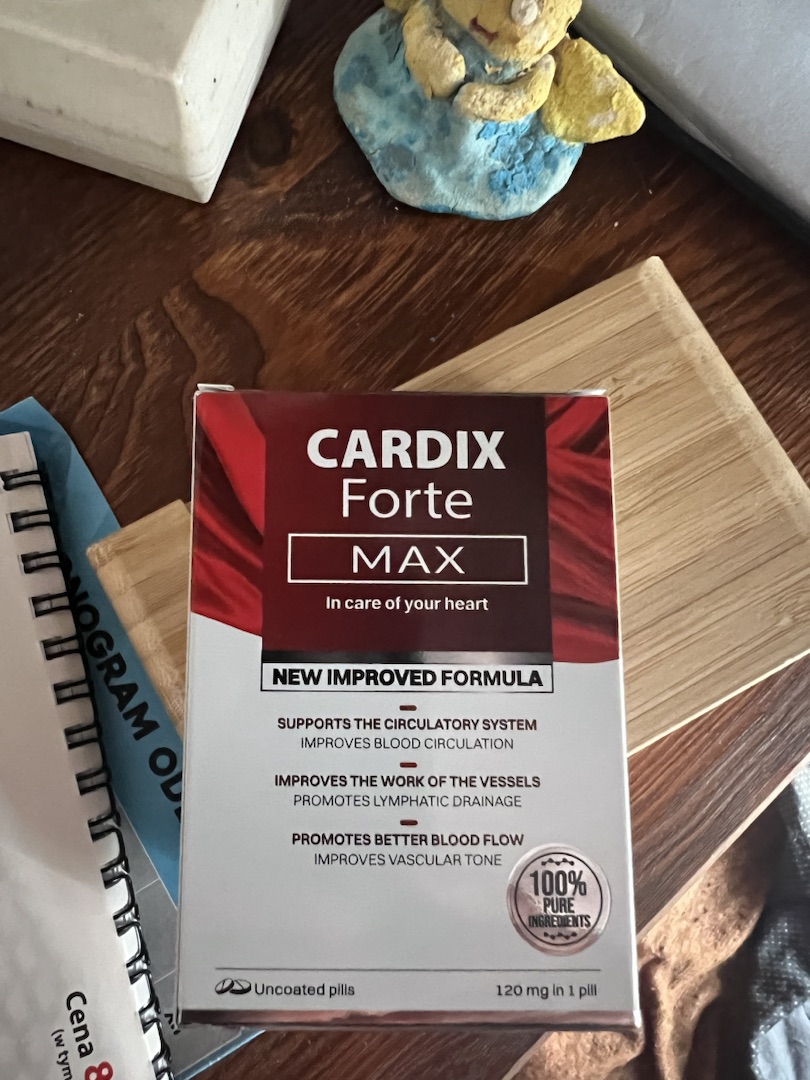 CARDIX
Forte
MAX
In care of your heart
NEW IMPROVED FORMULA
SUPPORTS THE CIRCULATORY SYSTEM
IMPROVES BLOOD CIRCULATION
IMPROVES THE WORK OF THE VESSELS
PROMOTES LYMPHATIC DRAINAGE
PROMOTES BETTER BLOOD FLOW
IMPROVES VASCULAR TONE
100%
PURE
INGREDIENTS
Uncoated pills
120 mg in 1 pill
Cena 8
(w tym